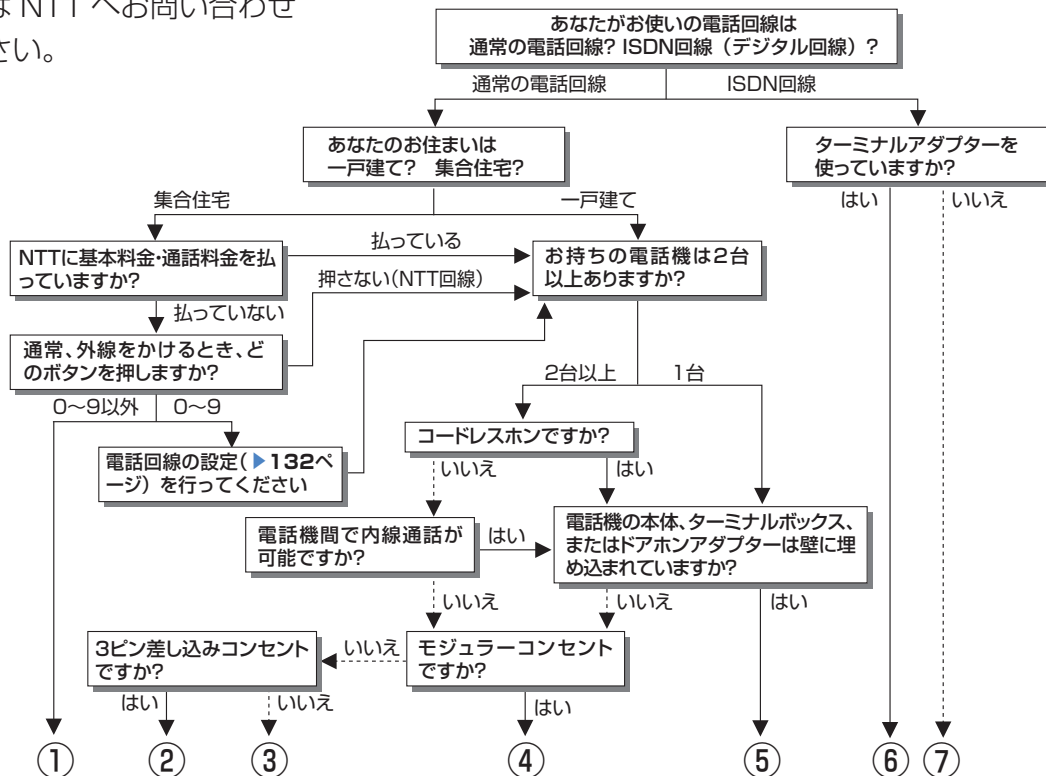 は NTT へお問い合わせ
さい。
あなたがお使いの電話回線は
通常の電話回線? ISDN回線（デジタル回線）?
通常の電話回線
ISDN回線
あなたのお住まいは
一戸建て?　集合住宅?
ターミナルアダプターを
使っていますか?
集合住宅
一戸建て
はい
いいえ
NTTに基本料金・通話料金を払
っていますか?
払っている
お持ちの電話機は2台
以上ありますか?
押さない（NTT回線）
払っていない
通常、外線をかけるとき、ど
のボタンを押しますか?
2台以上
1台
0〜9以外
0〜9
コードレスホンですか?
電話回線の設定（▶132ペ
ージ）を行ってください
いいえ
はい
電話機間で内線通話が
可能ですか?
はい
電話機の本体、ターミナルボックス、
またはドアホンアダプターは壁に埋
め込まれていますか?
いいえ
いいえ
はい
3ピン差し込みコンセント
ですか?
いいえ
モジュラーコンセント
ですか?
はい
いいえ
はい
① ② ③ ④ ⑤ ⑥ ⑦